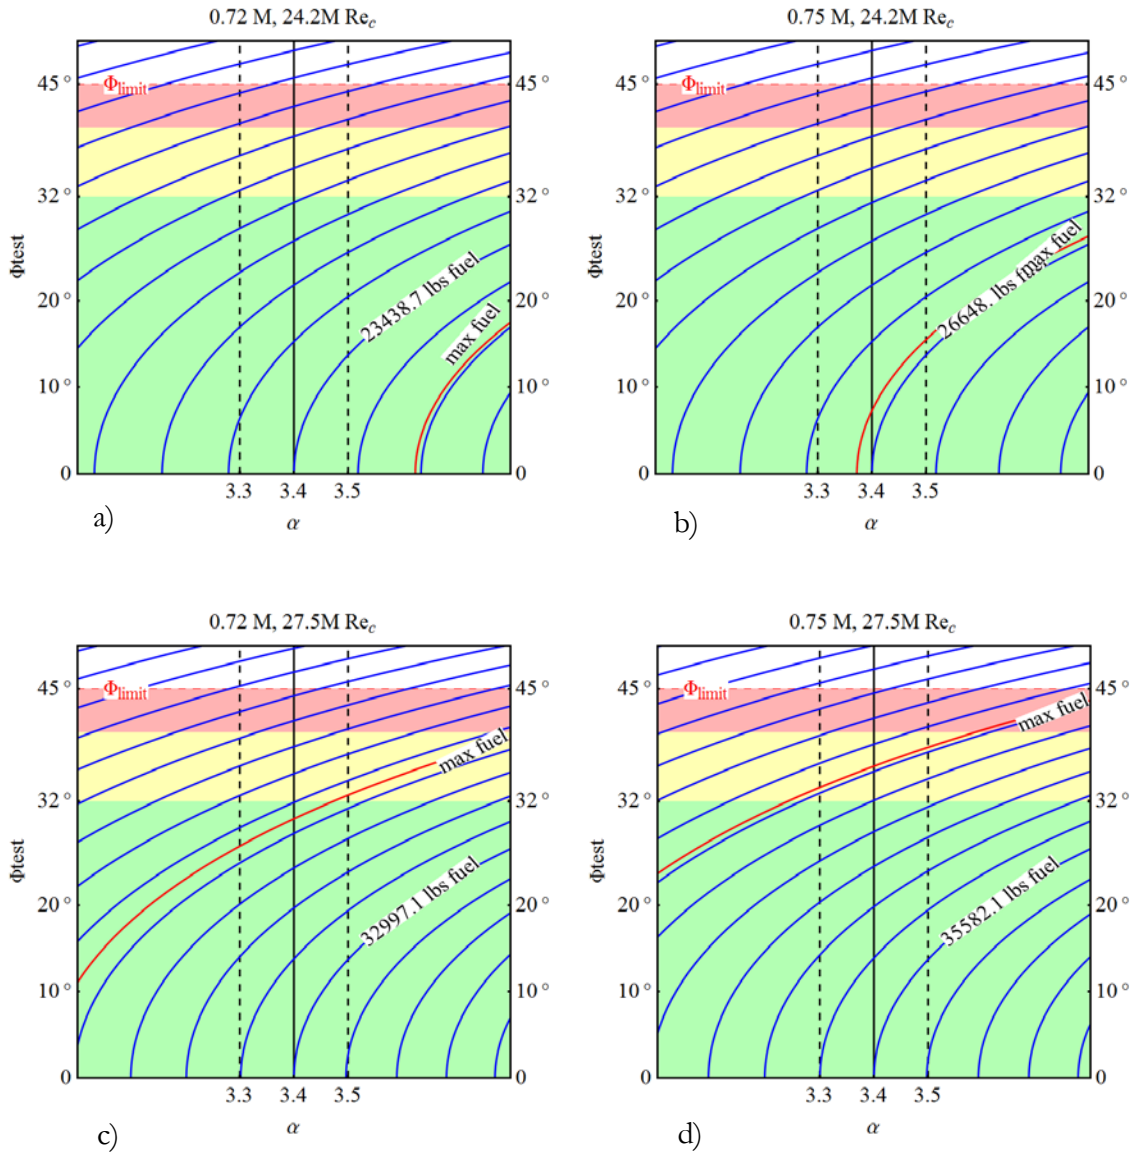 0.72 M, 24.2M Re_c
45° Φlimit 45°
32° 32°
Φtest
23438.7 lbs fuel
20° 20°
max fuel
10° 10°
0 0
3.3 3.4 3.5
a) α
0.75 M, 24.2M Re_c
45° Φlimit 45°
32° 32°
Φtest
max fuel
26648. lbs
20° 20°
10° 10°
0 0
3.3 3.4 3.5
b) α
0.72 M, 27.5M Re_c
45° Φlimit 45°
max fuel
32° 32°
Φtest
32997.1 lbs fuel
20° 20°
10° 10°
0 0
3.3 3.4 3.5
α
c)
0.75 M, 27.5M Re_c
45° Φlimit 45°
max fuel
32° 32°
Φtest
35582.1 lbs fuel
20° 20°
10° 10°
0 0
3.3 3.4 3.5
α
d)